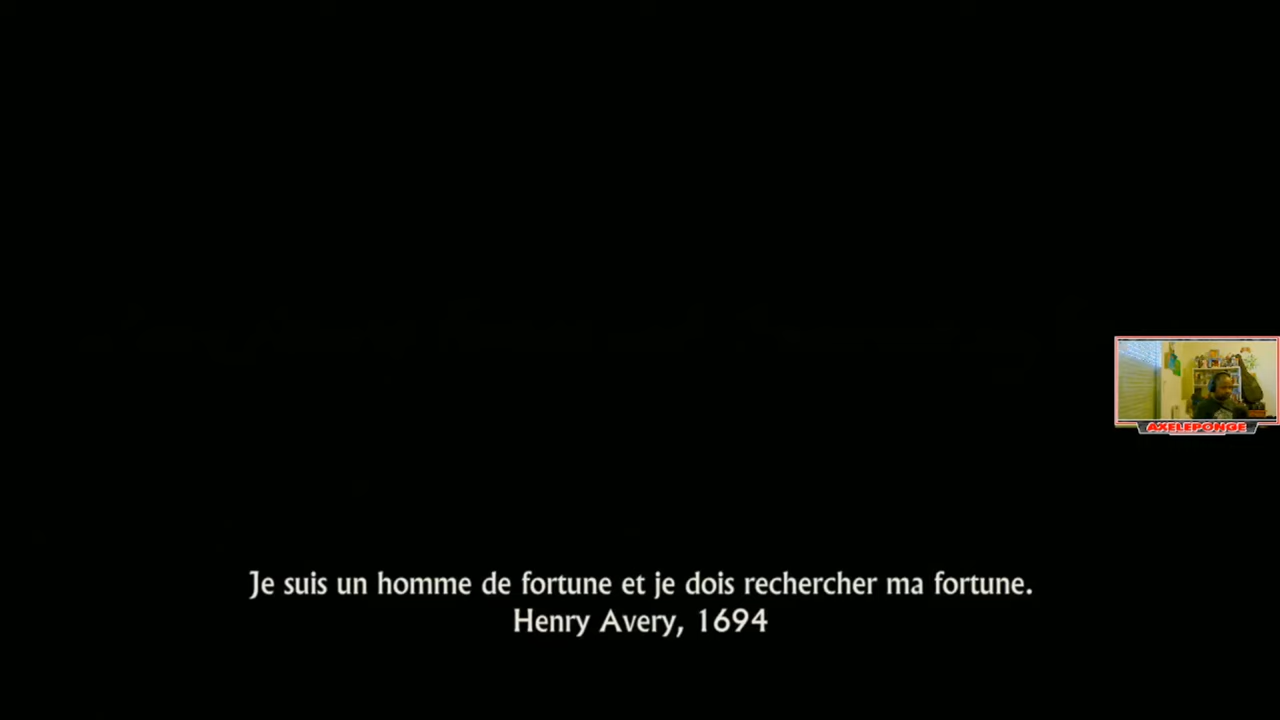 Je suis un homme de fortune et je dois rechercher ma fortune.
Henry Avery, 1694
AXELEPONGE